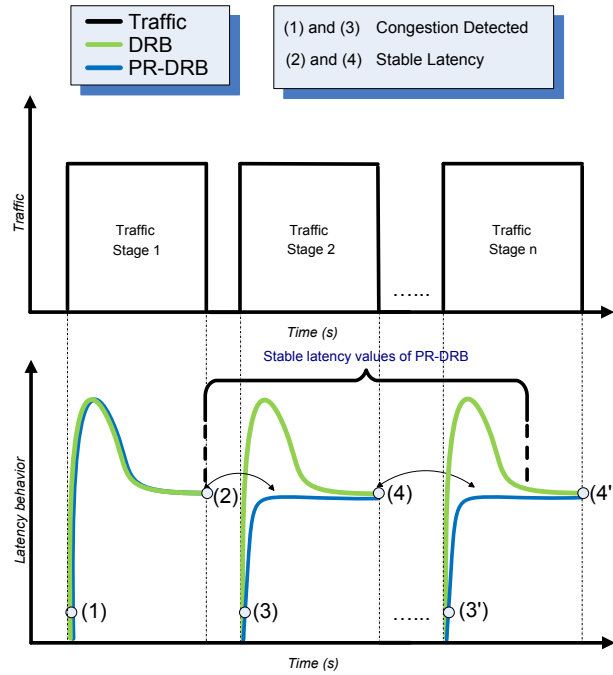 Traffic
DRB
PR-DRB
(1) and (3) Congestion Detected
(2) and (4) Stable Latency
Traffic
Traffic
Stage 1
Traffic
Stage 2
......
Traffic
Stage n
Time (s)
Stable latency values of PR-DRB
Latency behavior
(2)
(4)
(4'
(1)
(3)
......
(3')
Time (s)